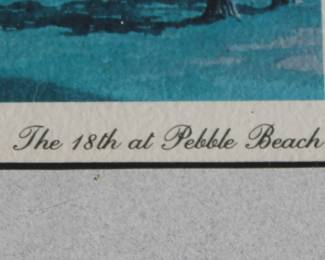 The 18th at Pebble Beach